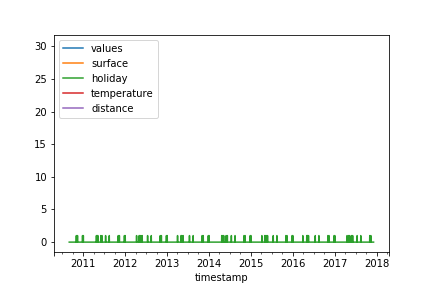 30
25
20
15
10
5
0
values
surface
holiday
temperature
distance
2011 2012 2013 2014 2015 2016 2017 2018
timestamp